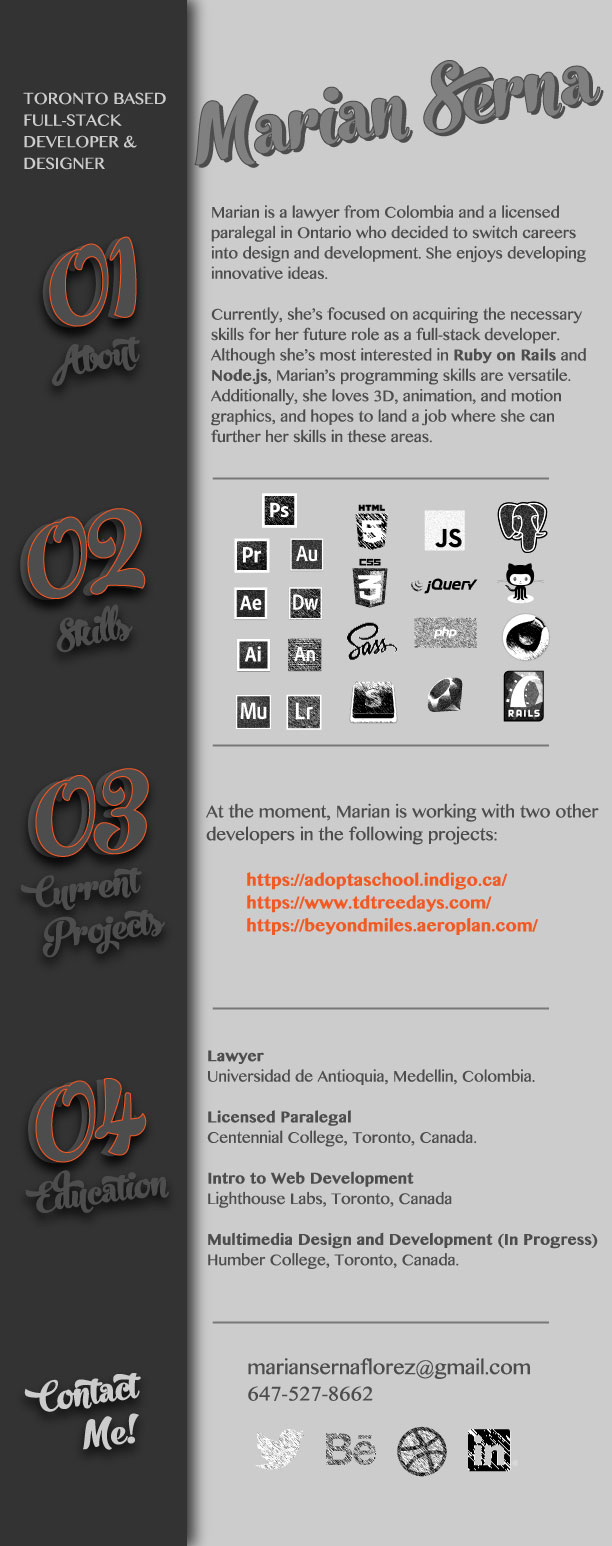 TORONTO BASED
FULL-STACK
DEVELOPER &
DESIGNER
Marian Serna
01
About
Marian is a lawyer from Colombia and a licensed
paralegal in Ontario who decided to switch careers
into design and development. She enjoys developing
innovative ideas.
Currently, she's focused on acquiring the necessary
skills for her future role as a full-stack developer.
Although she's most interested in Ruby on Rails and
Node.js, Marian's programming skills are versatile.
Additionally, she loves 3D, animation, and motion
graphics, and hopes to land a job where she can
further her skills in these areas.
02
Skills
Ps
Pr Au
Ae Dw
Ai An
Mu Lr
HTML
5
CSS
3
Sass
S
JS
jQuery
php
RAILS
03
Current
Projects
At the moment, Marian is working with two other
developers in the following projects:
https://adoptaschool.indigo.ca/
https://www.tdtreedays.com/
https://beyondmiles.aeroplan.com/
04
Education
Lawyer
Universidad de Antioquia, Medellin, Colombia.
Licensed Paralegal
Centennial College, Toronto, Canada.
Intro to Web Development
Lighthouse Labs, Toronto, Canada
Multimedia Design and Development (In Progress)
Humber College, Toronto, Canada.
Contact
Me!
mariansernaflorez@gmail.com
647-527-8662
Bē
in